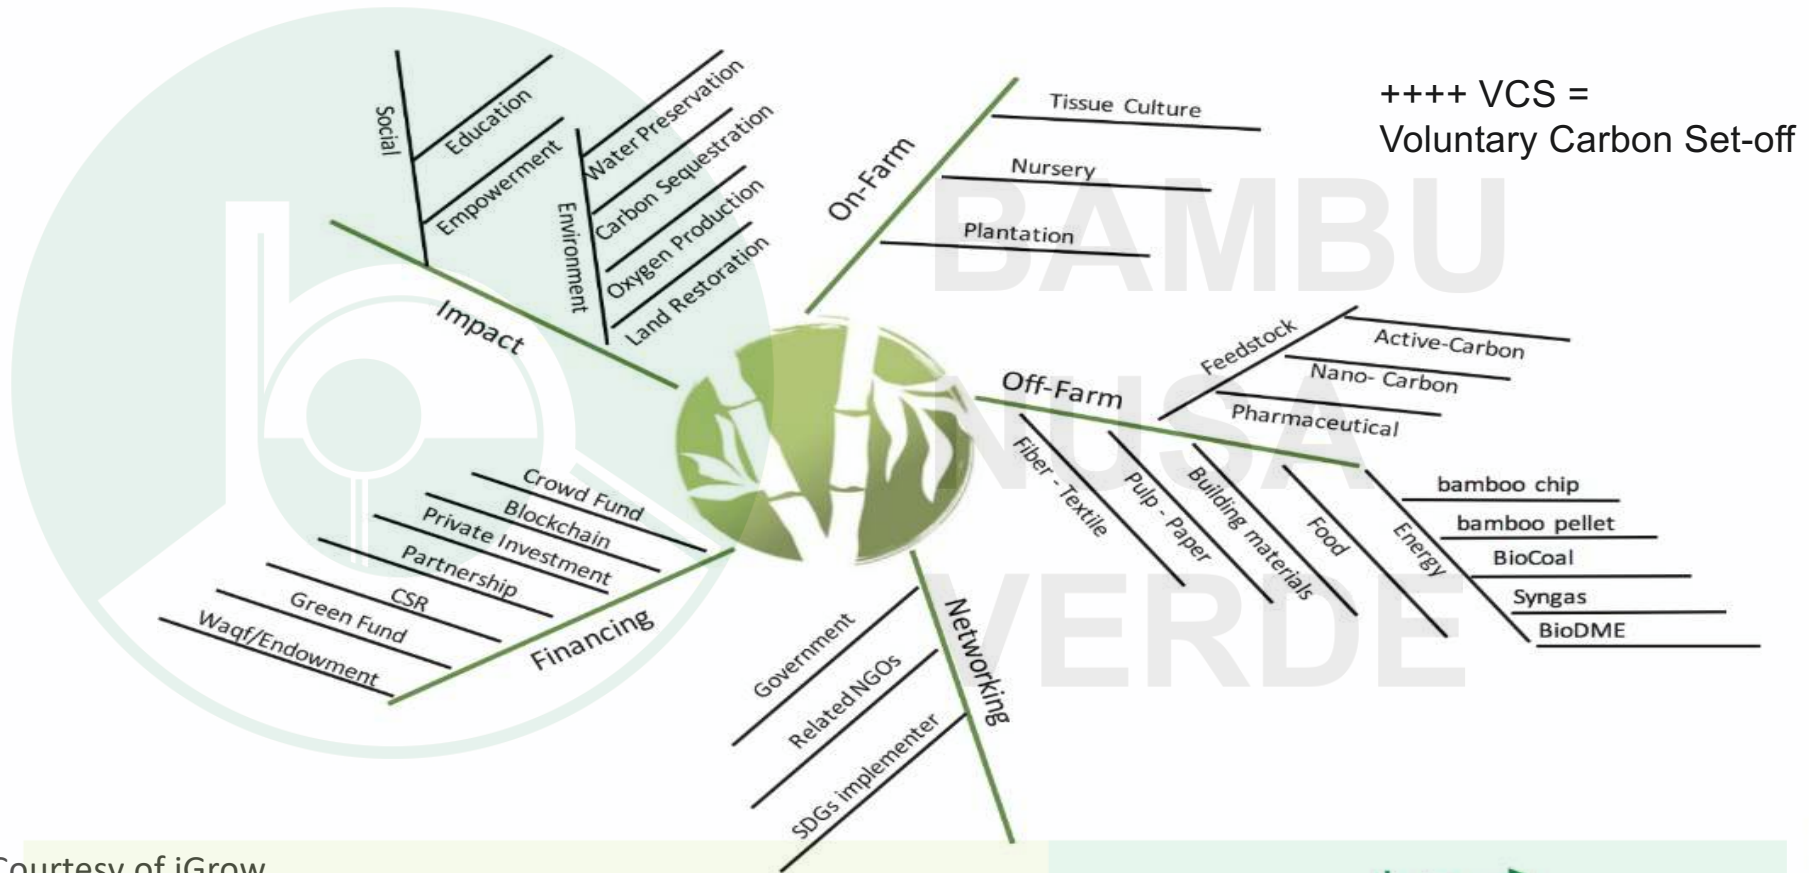 ++++ VCS =
Voluntary Carbon Set-off
Social
Education
Empowerment
Environment
Water Preservation
Carbon Sequestration
Oxygen Production
Land Restoration
Impact
On-Farm
Tissue Culture
Nursery
Plantation
Off-Farm
Feedstock
Active-Carbon
Nano- Carbon
Pharmaceutical
Fiber - Textile
Pulp - Paper
Building materials
Food
Energy
bamboo chip
bamboo pellet
BioCoal
Syngas
BioDME
Networking
Government
Related NGOs
SDGs implementer
Financing
Crowd Fund
Blockchain
Private Investment
Partnership
CSR
Green Fund
Waqf/Endowment
BAMBU
NUSA
VERDE
Courtesy of iGrow